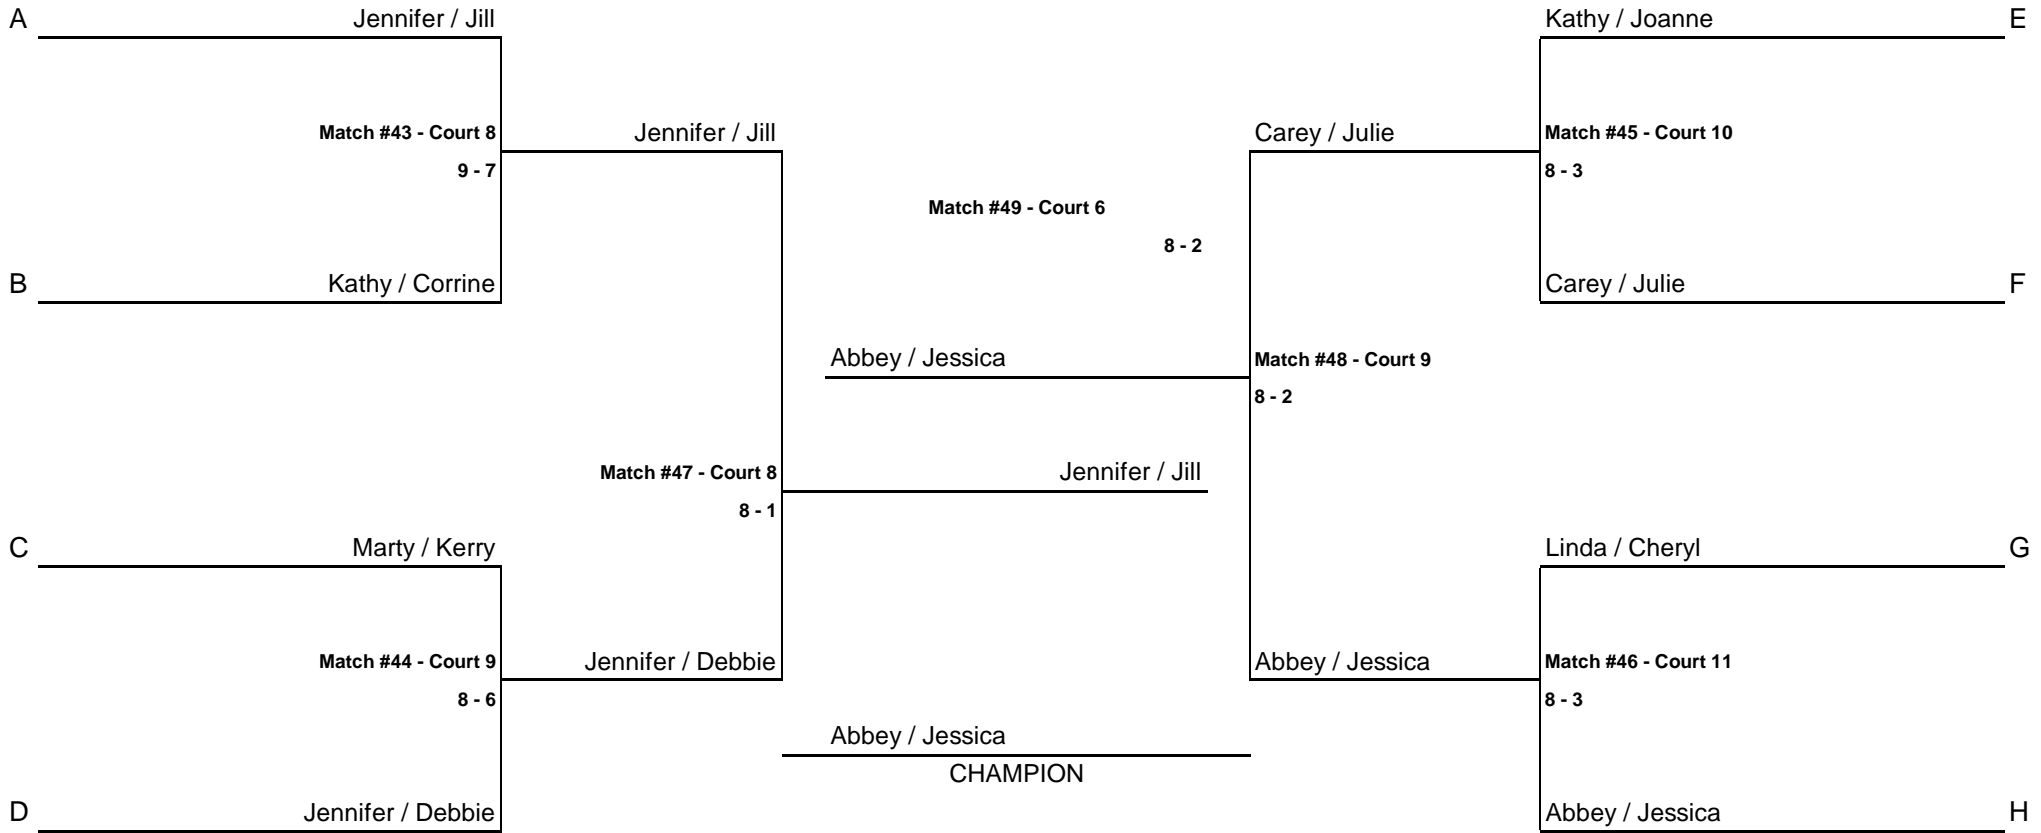 A Jennifer / Jill Kathy / Joanne E
Match #43 - Court 8 Jennifer / Jill Carey / Julie Match #45 - Court 10
9 - 7 8 - 3
Match #49 - Court 6
8 - 2
B Kathy / Corrine Carey / Julie F
Abbey / Jessica Match #48 - Court 9
8 - 2
Match #47 - Court 8 Jennifer / Jill
8 - 1
C Marty / Kerry Linda / Cheryl G
Match #44 - Court 9 Jennifer / Debbie Abbey / Jessica Match #46 - Court 11
8 - 6 8 - 3
Abbey / Jessica
CHAMPION
D Jennifer / Debbie Abbey / Jessica H